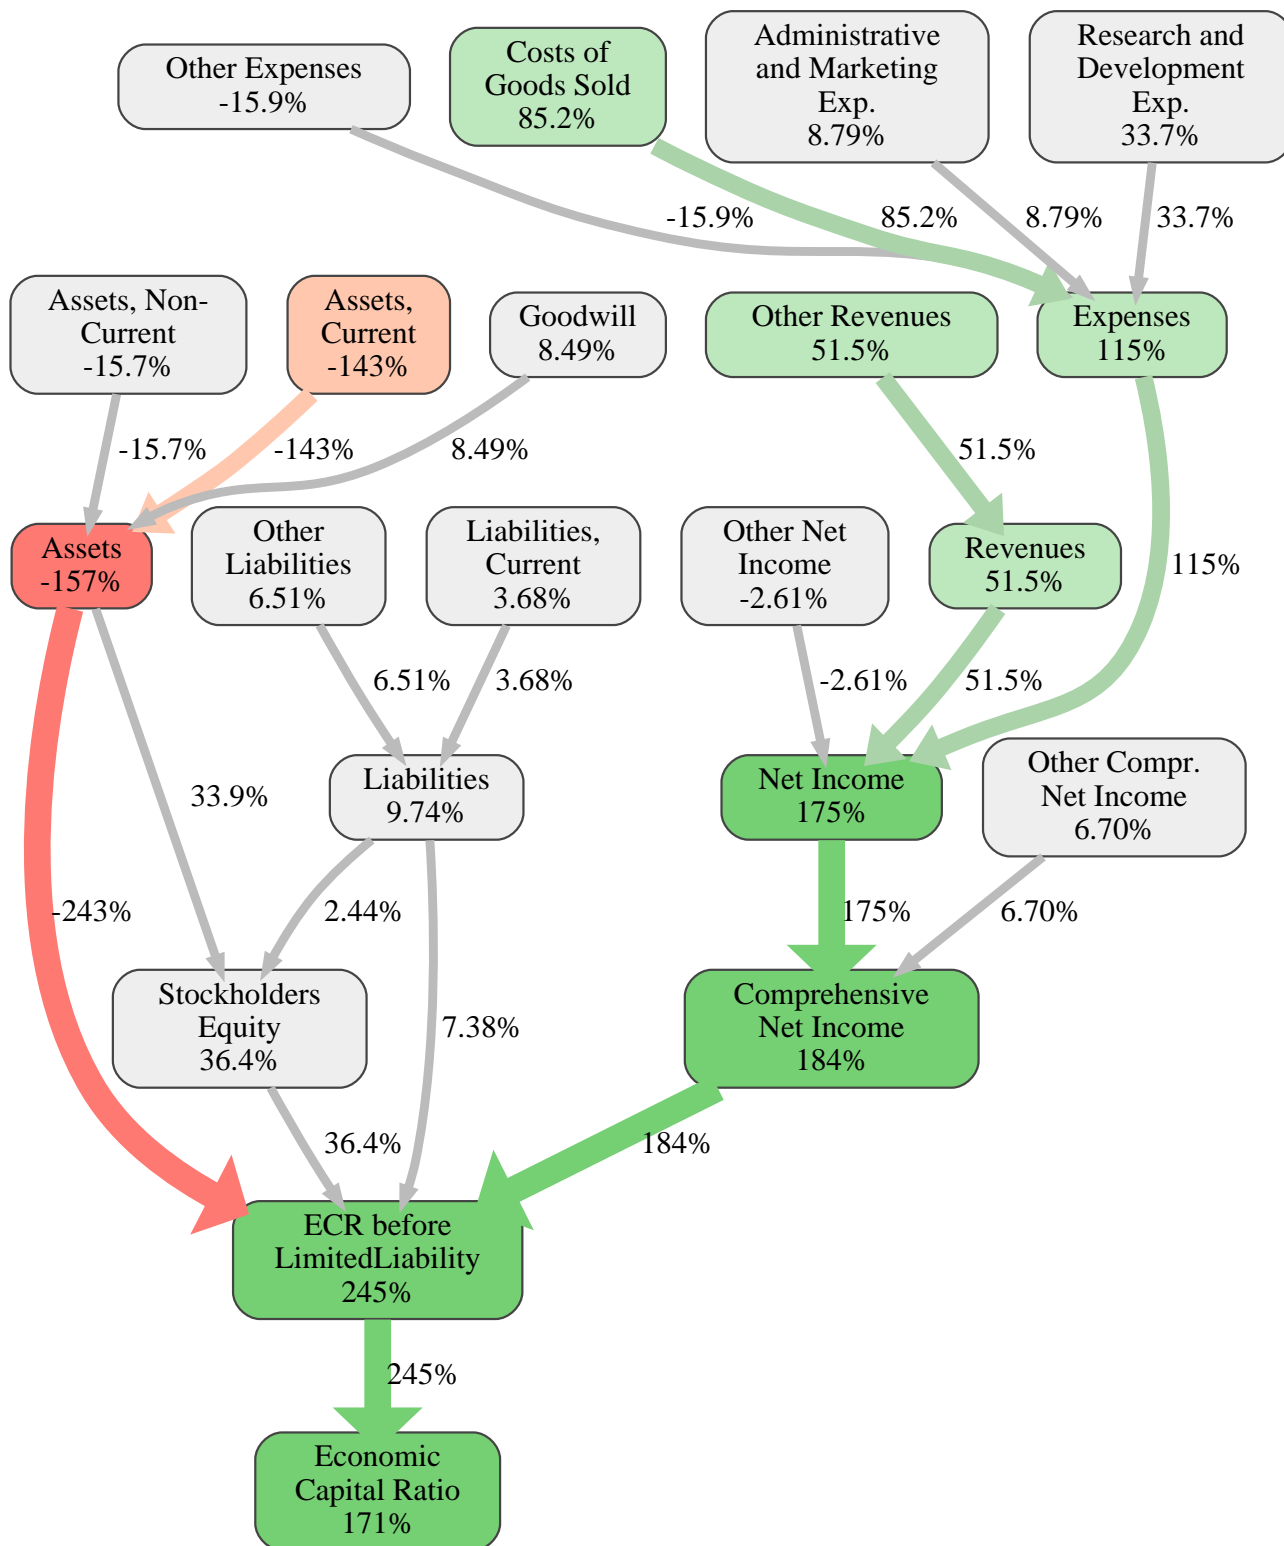 Other Expenses
-15.9%
Costs of
Goods Sold
85.2%
Administrative
and Marketing
Exp.
8.79%
Research and
Development
Exp.
33.7%
-15.9%
85.2%
8.79%
33.7%
Assets, Non-
Current
-15.7%
Assets,
Current
-143%
Goodwill
8.49%
Other Revenues
51.5%
Expenses
115%
-15.7%
-143%
8.49%
51.5%
Assets
-157%
Other
Liabilities
6.51%
Liabilities,
Current
3.68%
Other Net
Income
-2.61%
Revenues
51.5%
115%
6.51%
3.68%
-2.61%
51.5%
33.9%
Liabilities
9.74%
Net Income
175%
Other Compr.
Net Income
6.70%
-243%
2.44%
175%
6.70%
Stockholders
Equity
36.4%
7.38%
Comprehensive
Net Income
184%
36.4%
184%
ECR before
LimitedLiability
245%
245%
Economic
Capital Ratio
171%